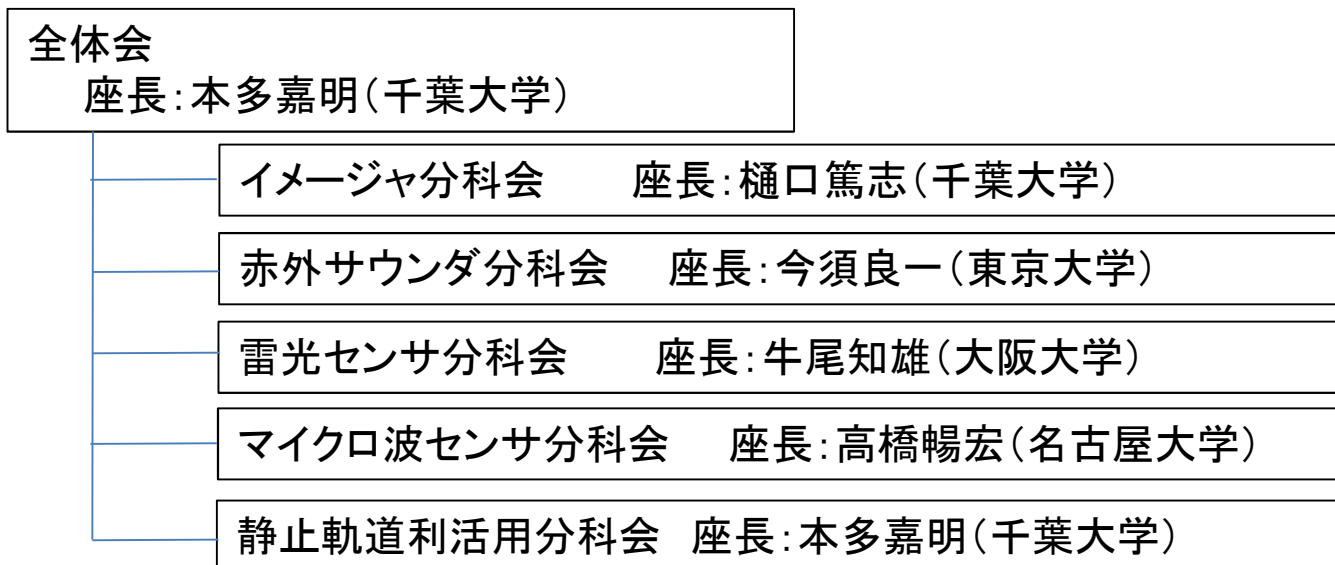 全体会
座長：本多嘉明（千葉大学）
イメージャ分科会　座長：樋口篤志（千葉大学）
赤外サウンダ分科会　座長：今須良一（東京大学）
雷光センサ分科会　座長：牛尾知雄（大阪大学）
マイクロ波センサ分科会　座長：高橋暢宏（名古屋大学）
静止軌道利活用分科会　座長：本多嘉明（千葉大学）